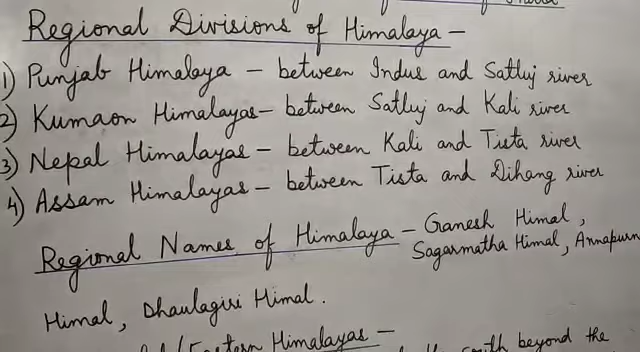 Regional Divisions of Himalaya –
1) Punjab Himalaya – between Indus and Satluj river
2) Kumaon Himalayas – between Satluj and Kali river
3) Nepal Himalayas – between Kali and Tista river
4) Assam Himalayas – between Tista and Dihang river
Regional Names of Himalaya – Ganesh Himal,
Sagarmatha Himal, Annapurn
Himal, Dhaulagiri Himal.
Himalayas –
beyond the